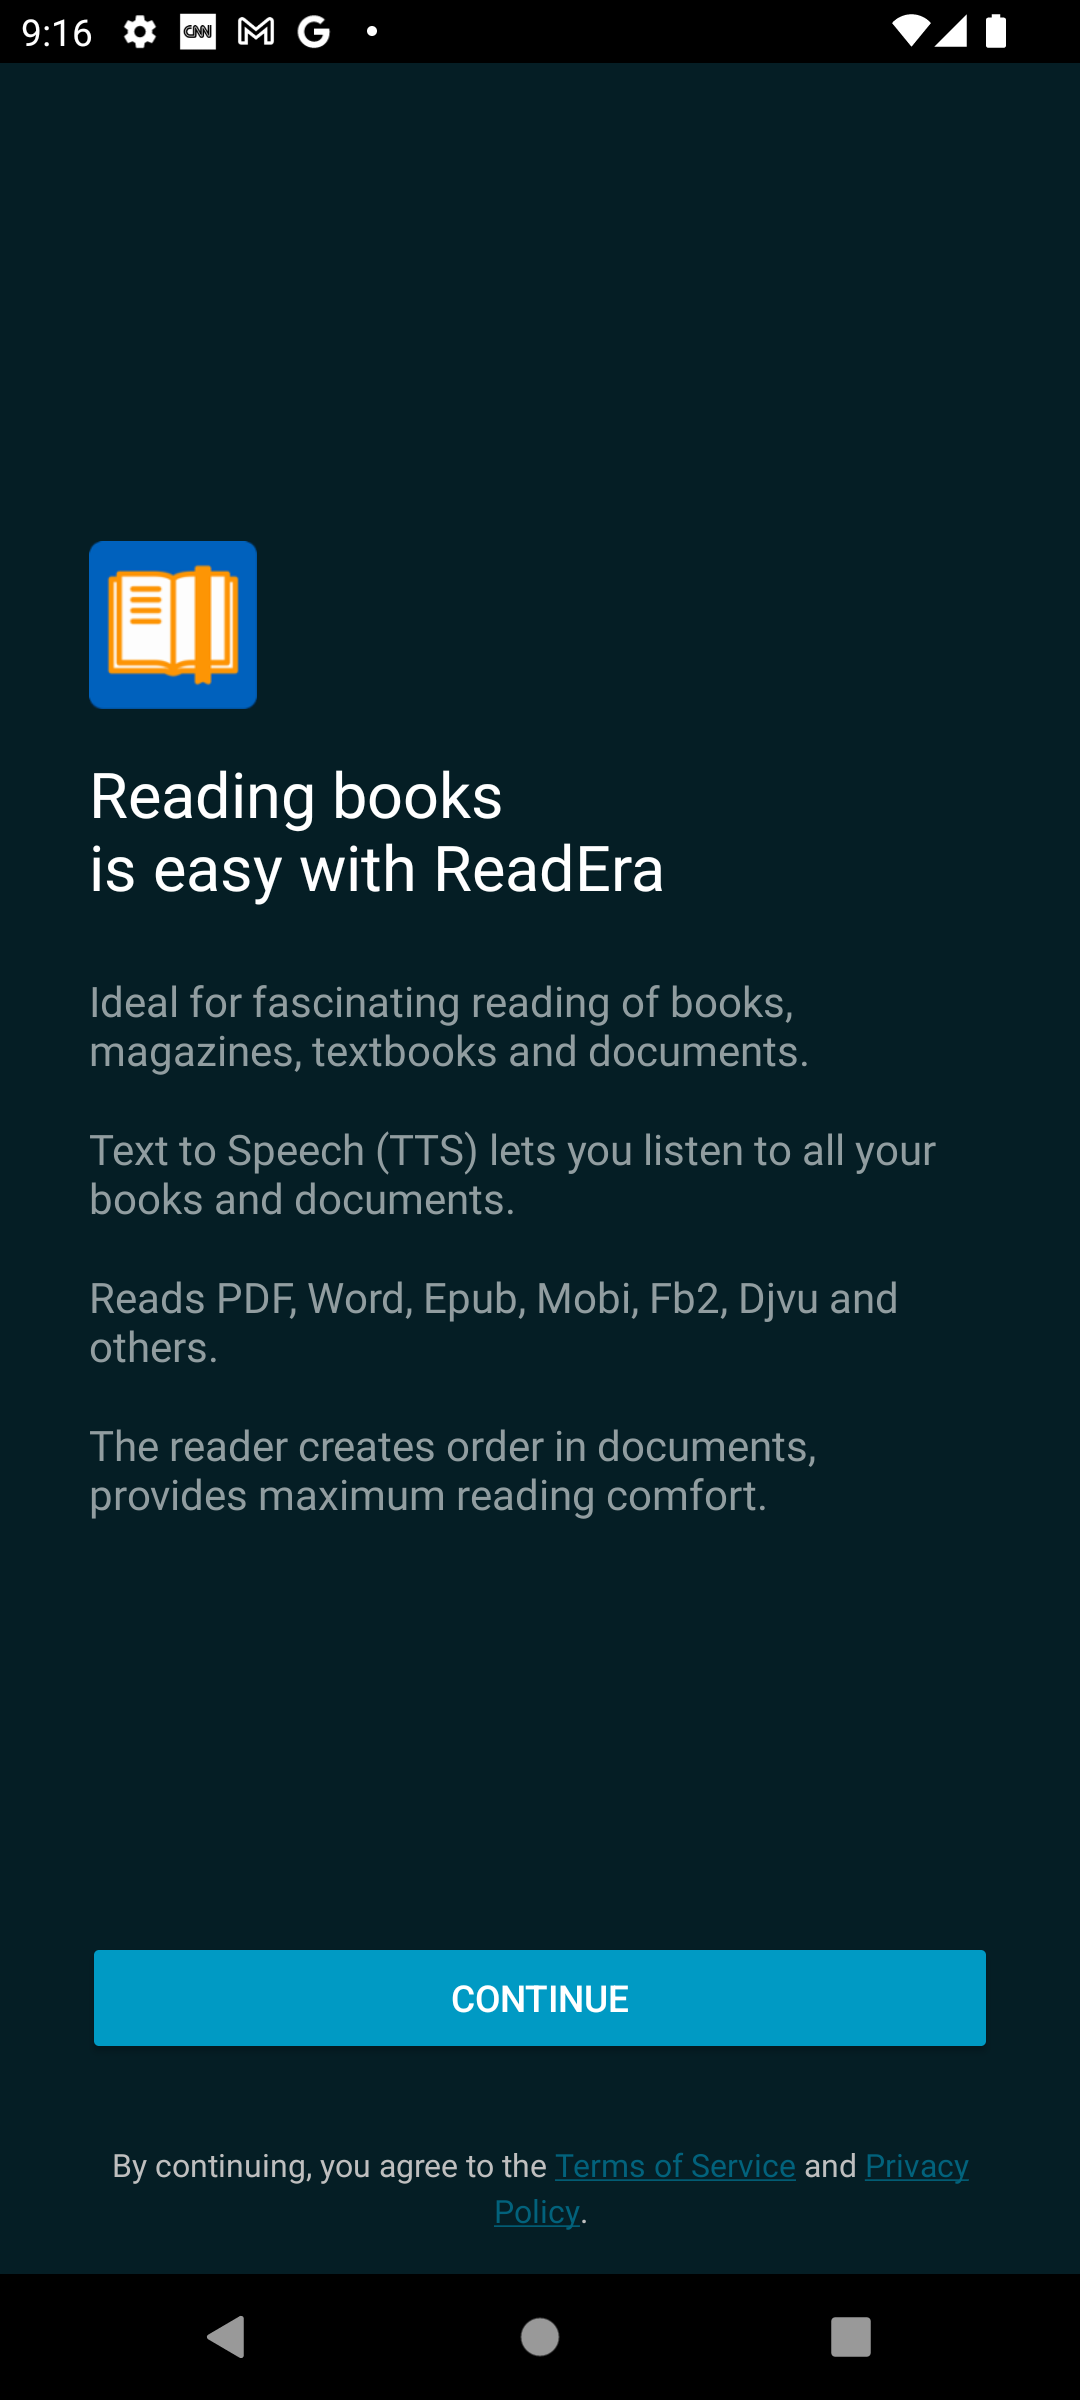 9:16
CNN
Reading books
is easy with ReadEra
Ideal for fascinating reading of books,
magazines, textbooks and documents.
Text to Speech (TTS) lets you listen to all your
books and documents.
Reads PDF, Word, Epub, Mobi, Fb2, Djvu and
others.
The reader creates order in documents,
provides maximum reading comfort.
CONTINUE
By continuing, you agree to the Terms of Service and Privacy
Policy.